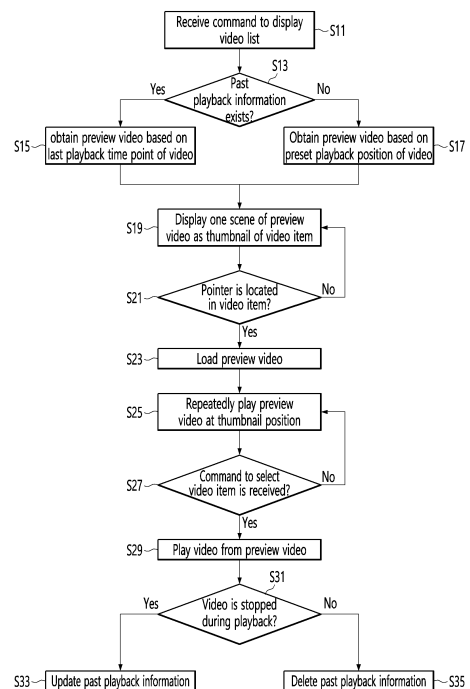 Receive command to display
video list
S11
S13
Past
playback information
exists?
Yes
No
S15
obtain preview video based on
last playback time point of video
Obtain preview video based on
preset playback position of video
S17
S19
Display one scene of preview
video as thumbnail of video item
S21
Pointer is located
in video item?
No
Yes
S23
Load preview video
S25
Repeatedly play preview
video at thumbnail position
S27
Command to select
video item is received?
No
Yes
S29
Play video from preview video
S31
Yes
Video is stopped
during playback?
No
S33
Update past playback information
Delete past playback information
S35